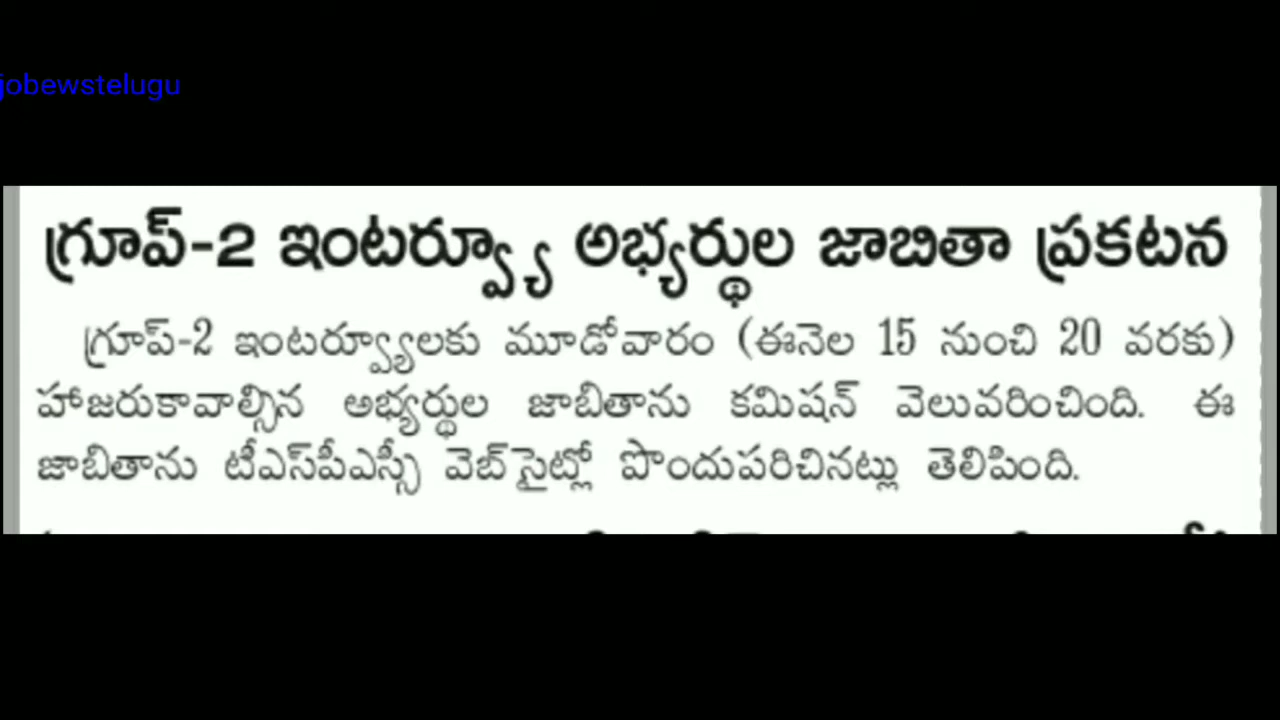 jobewstelugu
గ్రూప్-2 ఇంటర్వ్యూ అభ్యర్థుల జాబితా ప్రకటన
గ్రూప్-2 ఇంటర్వ్యూలకు మూడోవారం (ఈనెల 15 నుంచి 20 వరకు)
హాజరుకావాల్సిన అభ్యర్థుల జాబితాను కమిషన్ వెలువరించింది. ఈ
జాబితాను టీఎస్‌పీఎస్సీ వెబ్‌సైట్లో పొందుపరిచినట్లు తెలిపింది.